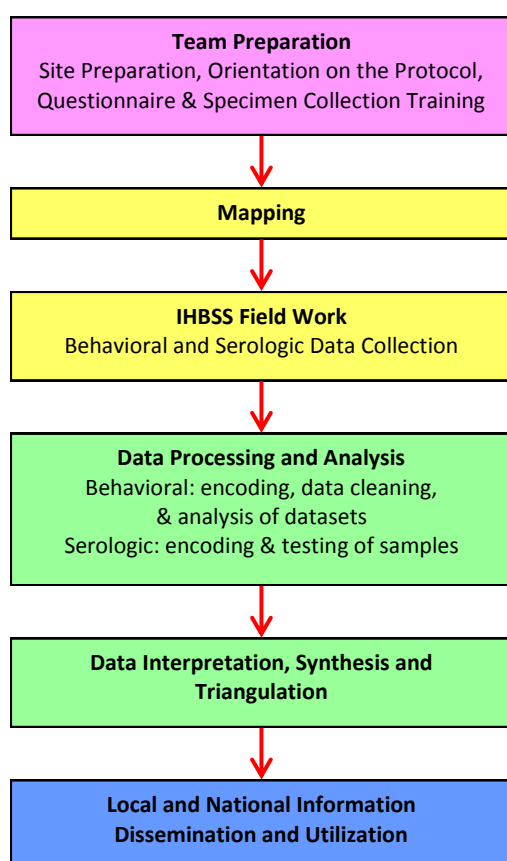 Team Preparation
Site Preparation, Orientation on the Protocol,
Questionnaire & Specimen Collection Training
Mapping
IHBSS Field Work
Behavioral and Serologic Data Collection
Data Processing and Analysis
Behavioral: encoding, data cleaning,
& analysis of datasets
Serologic: encoding & testing of samples
Data Interpretation, Synthesis and
Triangulation
Local and National Information
Dissemination and Utilization